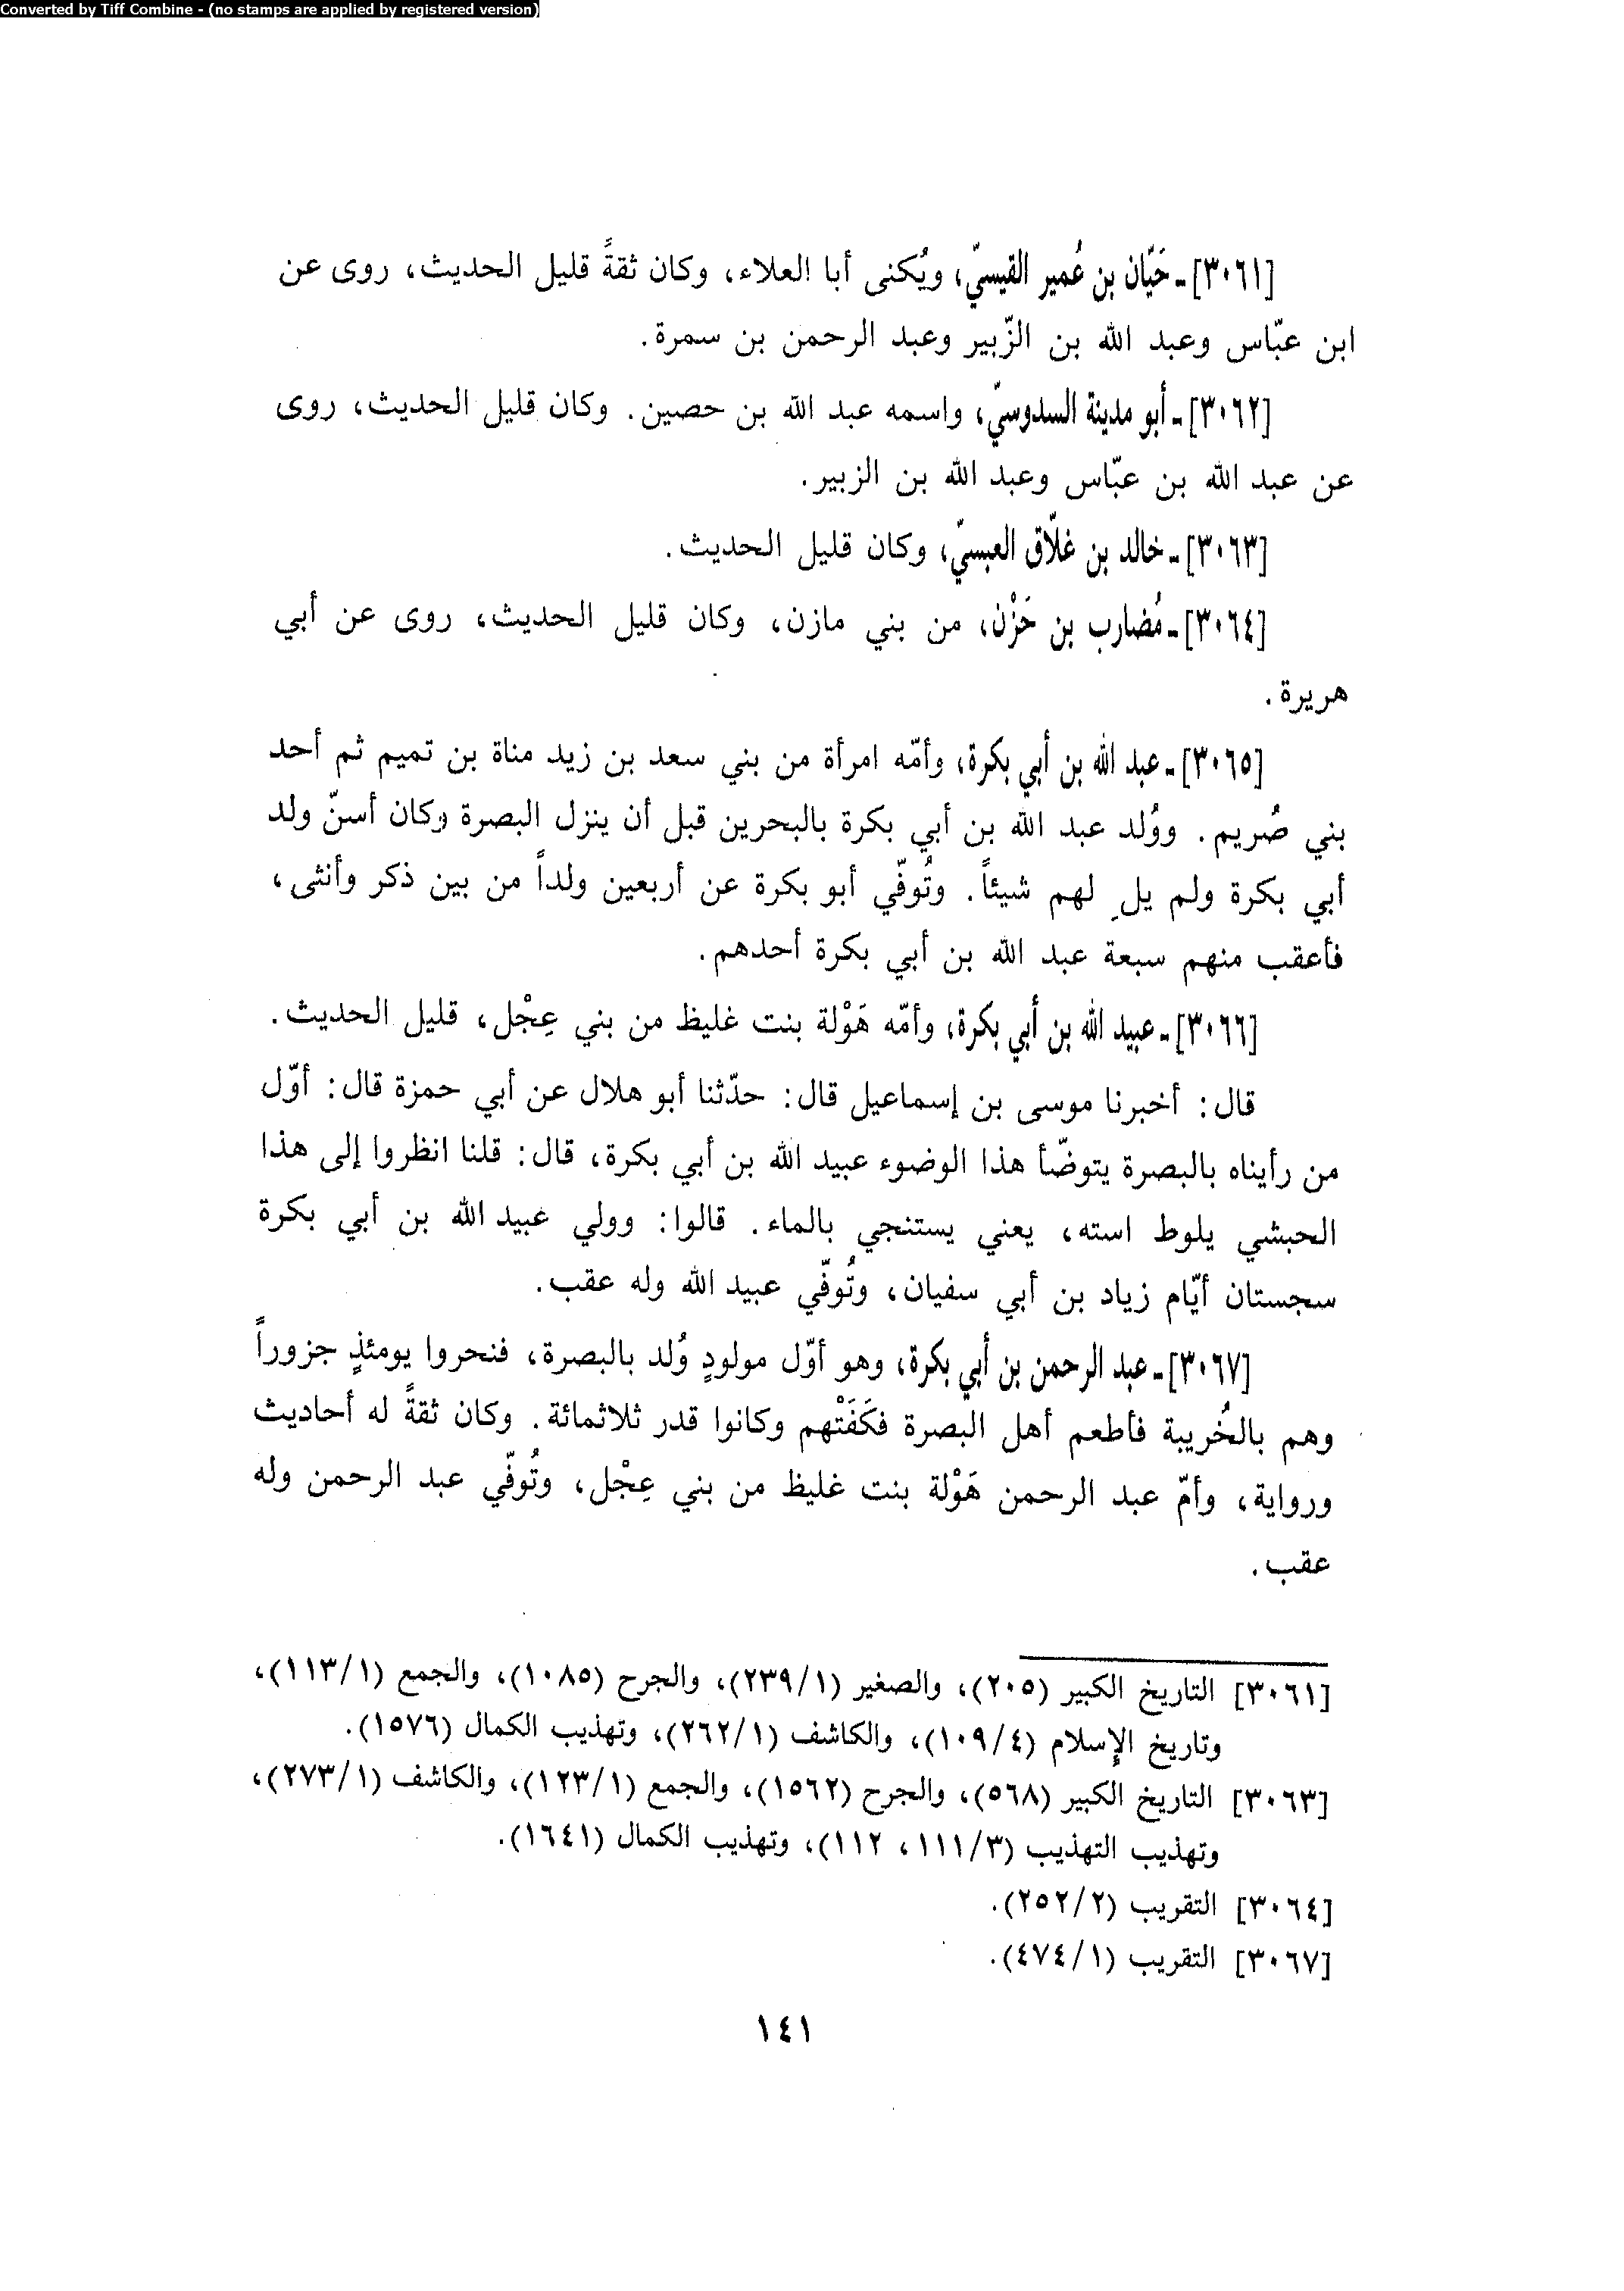 Converted by Tiff Combine - (no stamps are applied by registered version)
[٣٠٦١]ـ حَيّان بن عُمير القيسيّ، ويُكنى أبا العلاء، وكان ثقةً قليل الحديث، روى عن
ابن عبّاس وعبد الله بن الزّبير وعبد الرحمن بن سمرة.
[٣٠٦٢]ـ أبو مدينة السدوسيّ، واسمه عبد الله بن حصين. وكان قليل الحديث، روى
عن عبد الله بن عبّاس وعبد الله بن الزبير.
[٣٠٦٣]ـ خالد بن غلّاق العبسيّ، وكان قليل الحديث.
[٣٠٦٤]ـ مُضارب بن حَزْن، من بني مازن، وكان قليل الحديث، روى عن أبي
هريرة.
[٣٠٦٥]ـ عبد الله بن أبي بكرة، وأمّه امرأة من بني سعد بن زيد مناة بن تميم ثم أحد
بني صُريم. ووُلد عبد الله بن أبي بكرة بالبحرين قبل أن ينزل البصرة وكان أسنّ ولد
أبي بكرة ولم يلِ لهم شيئاً. وتُوفّي أبو بكرة عن أربعين ولداً من بين ذكر وأنثى،
فأعقب منهم سبعة عبد الله بن أبي بكرة أحدهم.
[٣٠٦٦]ـ عبيد الله بن أبي بكرة، وأمّه هَوْلة بنت غليظ من بني عِجْل، قليل الحديث.
قال: أخبرنا موسى بن إسماعيل قال: حدّثنا أبو هلال عن أبي حمزة قال: أوّل
من رأيناه بالبصرة يتوضّأ هذا الوضوء عبيد الله بن أبي بكرة، قال: قلنا انظروا إلى هذا
الحبشي يلوط استه، يعني يستنجي بالماء. قالوا: وولي عبيد الله بن أبي بكرة
سجستان أيّام زياد بن أبي سفيان، وتُوفّي عبيد الله وله عقب.
[٣٠٦٧]ـ عبد الرحمن بن أبي بكرة، وهو أوّل مولودٍ وُلد بالبصرة، فنحروا يومئذٍ جزوراً
وهم بالخُريبة فأطعم أهل البصرة فكَفَتْهم وكانوا قدر ثلاثمائة. وكان ثقةً له أحاديث
ورواية، وأمّ عبد الرحمن هَوْلة بنت غليظ من بني عِجْل، وتُوفّي عبد الرحمن وله
عقب.
[٣٠٦١] التاريخ الكبير (٢٠٥)، والصغير (٢٣٩/١)، والجرح (١٠٨٥)، والجمع (١١٣/١)،
وتاريخ الإسلام (١٠٩/٤)، والكاشف (٢٦٢/١)، وتهذيب الكمال (١٥٧٦).
[٣٠٦٣] التاريخ الكبير (٥٦٨)، والجرح (١٥٦٢)، والجمع (١٢٣/١)، والكاشف (٢٧٣/١)،
وتهذيب التهذيب (١١١/٣، ١١٢)، وتهذيب الكمال (١٦٤١).
[٣٠٦٤] التقريب (٢٥٢/٢).
[٣٠٦٧] التقريب (٤٧٤/١).
١٤١